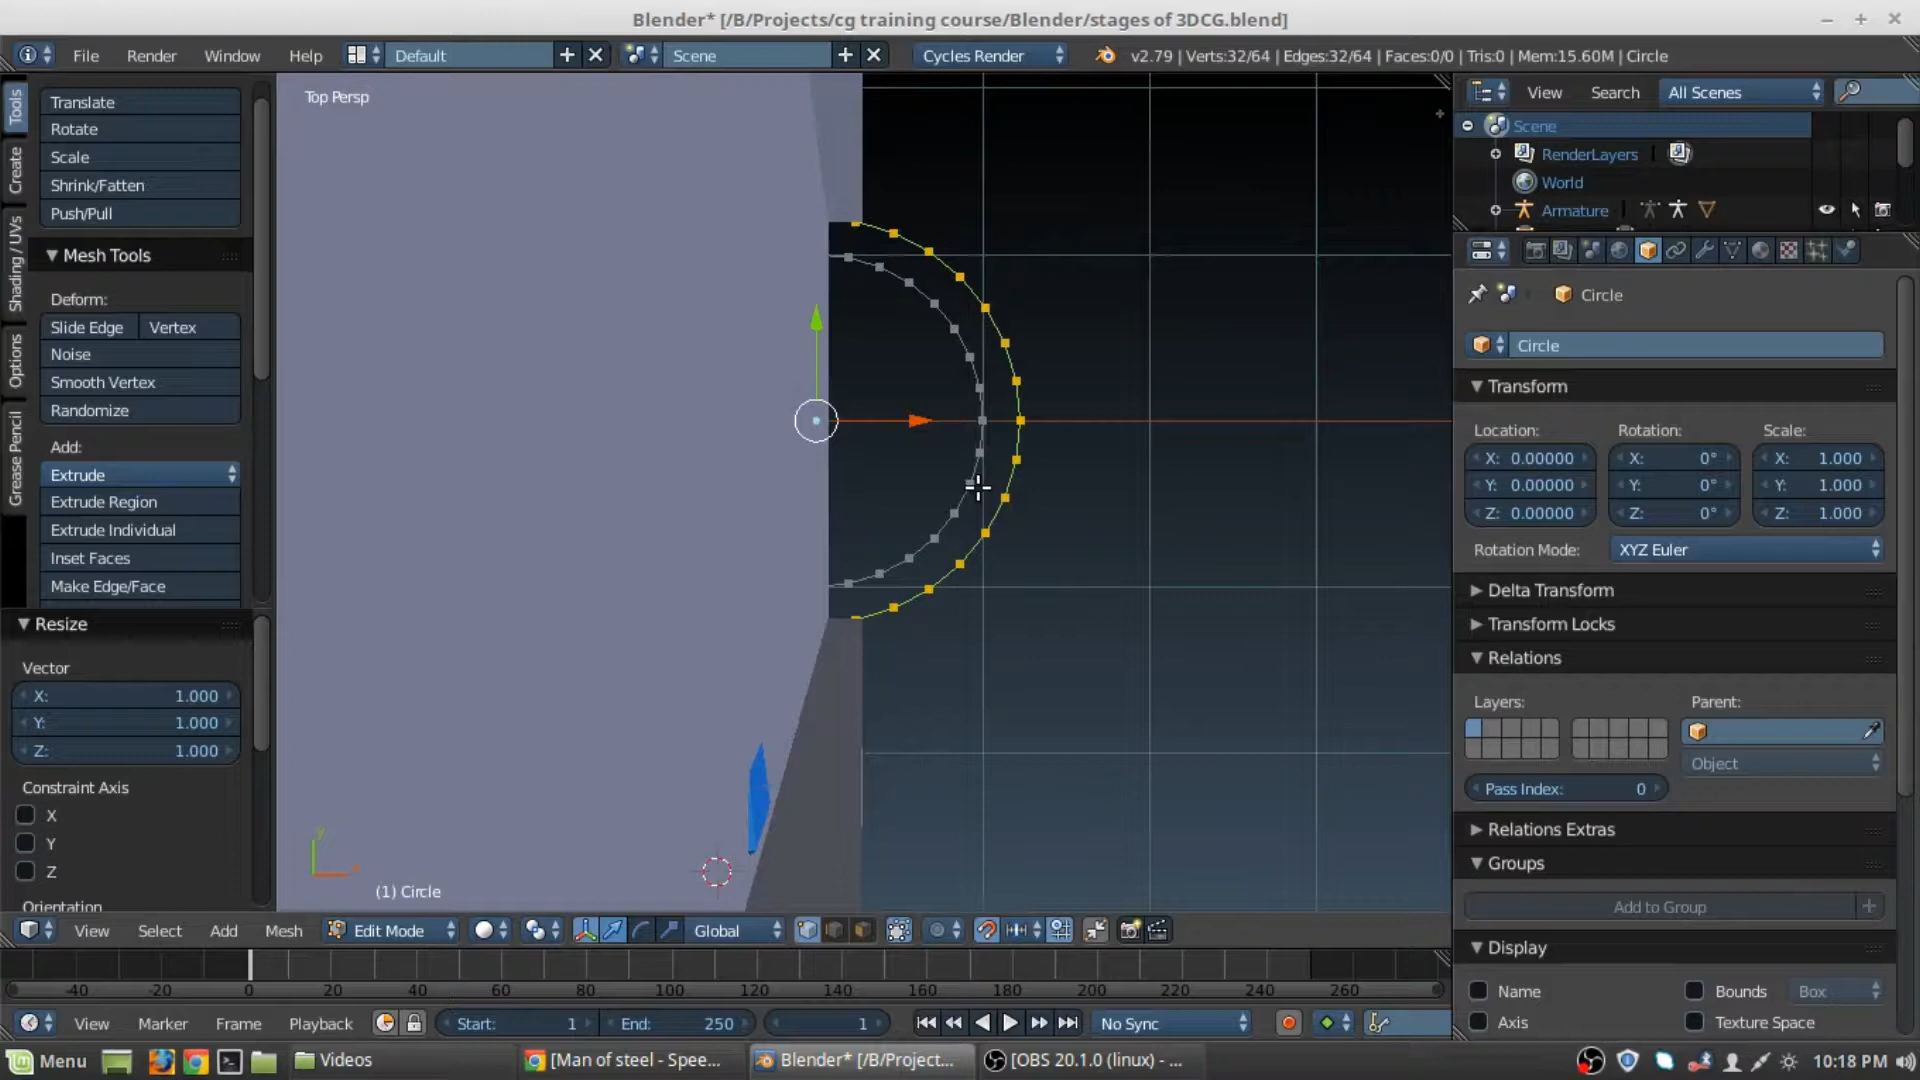 Blender* [/B/Projects/cg training course/Blender/stages of 3DCG.blend]
File Render Window Help Default Scene Cycles Render v2.79 | Verts:32/64 | Edges:32/64 | Faces:0/0 | Tris:0 | Mem:15.60M | Circle
Tools
Create
Shading / UVs
Options
Grease Pencil
Translate
Rotate
Scale
Shrink/Fatten
Push/Pull
Mesh Tools
Deform:
Slide Edge Vertex
Noise
Smooth Vertex
Randomize
Add:
Extrude
Extrude Region
Extrude Individual
Inset Faces
Make Edge/Face
Resize
Vector
X: 1.000
Y: 1.000
Z: 1.000
Constraint Axis
X
Y
Z
Orientation
Top Persp
y
(1) Circle
View Search All Scenes
Scene
RenderLayers
World
Armature
Circle
Circle
Transform
Location: Rotation: Scale:
X: 0.00000 X: 0° X: 1.000
Y: 0.00000 Y: 0° Y: 1.000
Z: 0.00000 Z: 0° Z: 1.000
Rotation Mode: XYZ Euler
Delta Transform
Transform Locks
Relations
Layers: Parent:
Object
Pass Index: 0
Relations Extras
Groups
Add to Group
Display
Name Bounds Box
Axis Texture Space
View Select Add Mesh Edit Mode Global
-40 -20 0 20 40 60 80 100 120 140 160 180 200 220 240 260
View Marker Frame Playback Start: 1 End: 250 1 No Sync
Menu Videos [Man of steel - Spee... Blender* [/B/Project... [OBS 20.1.0 (linux) - ... 10:18 PM